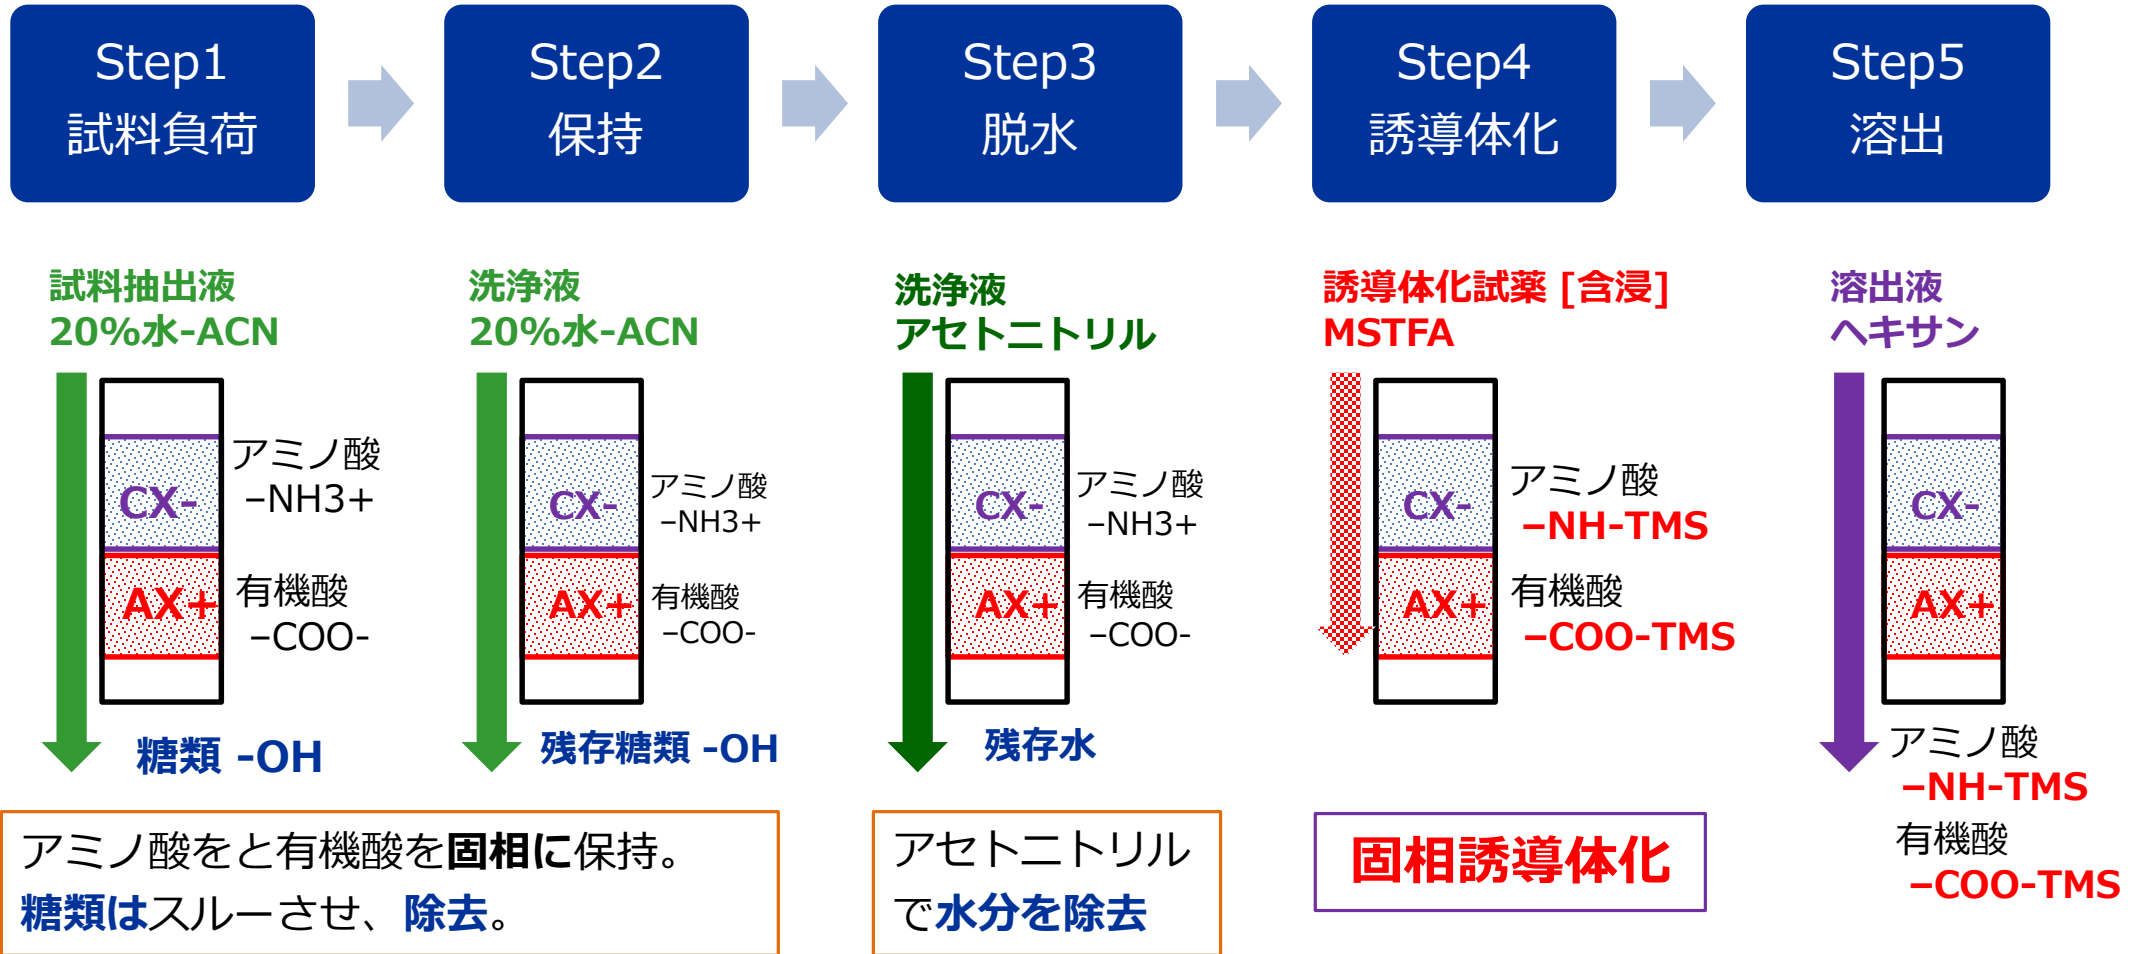 Step1
試料負荷
Step2
保持
Step3
脱水
Step4
誘導体化
Step5
溶出
試料抽出液
20%水-ACN
CX-
アミノ酸
–NH3+
AX+
有機酸
–COO-
糖類 -OH
洗浄液
20%水-ACN
CX-
アミノ酸
–NH3+
AX+
有機酸
–COO-
残存糖類 -OH
アミノ酸をと有機酸を固相に保持。
糖類はスルーさせ、除去。
洗浄液
アセトニトリル
CX-
アミノ酸
–NH3+
AX+
有機酸
–COO-
残存水
アセトニトリル
で水分を除去
誘導体化試薬 [含浸]
MSTFA
CX-
アミノ酸
–NH-TMS
AX+
有機酸
–COO-TMS
固相誘導体化
溶出液
ヘキサン
CX-
AX+
アミノ酸
–NH-TMS
有機酸
–COO-TMS